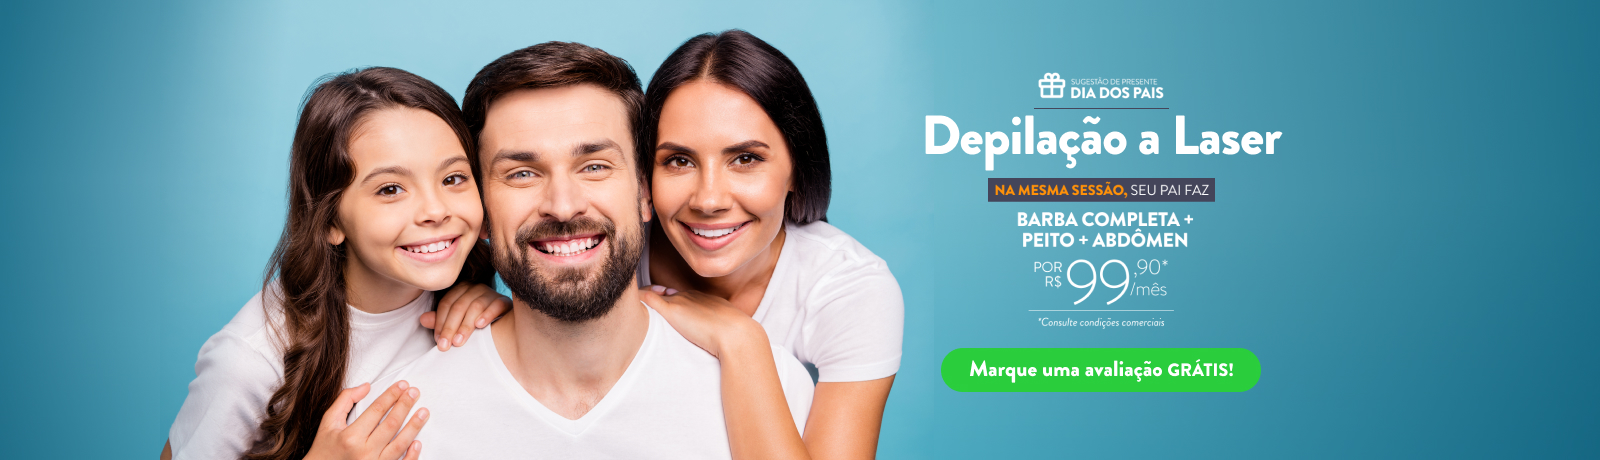 SUGESTÃO DE PRESENTE
DIA DOS PAIS
Depilação a Laser
NA MESMA SESSÃO, SEU PAI FAZ
BARBA COMPLETA +
PEITO + ABDÔMEN
POR R$ 99,90*/mês
*Consulte condições comerciais
Marque uma avaliação GRÁTIS!